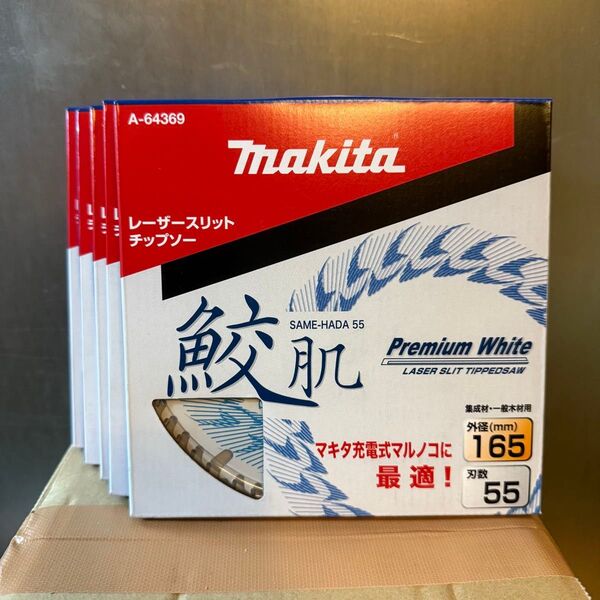 A-64369
makita
レーザースリット
チップソー
鮫肌
SAME-HADA 55
Premium White
LASER SLIT TIPPEDSAW
集成材・一般木材用
マキタ充電式マルノコに
最適！
外径(mm)
165
刃数
55